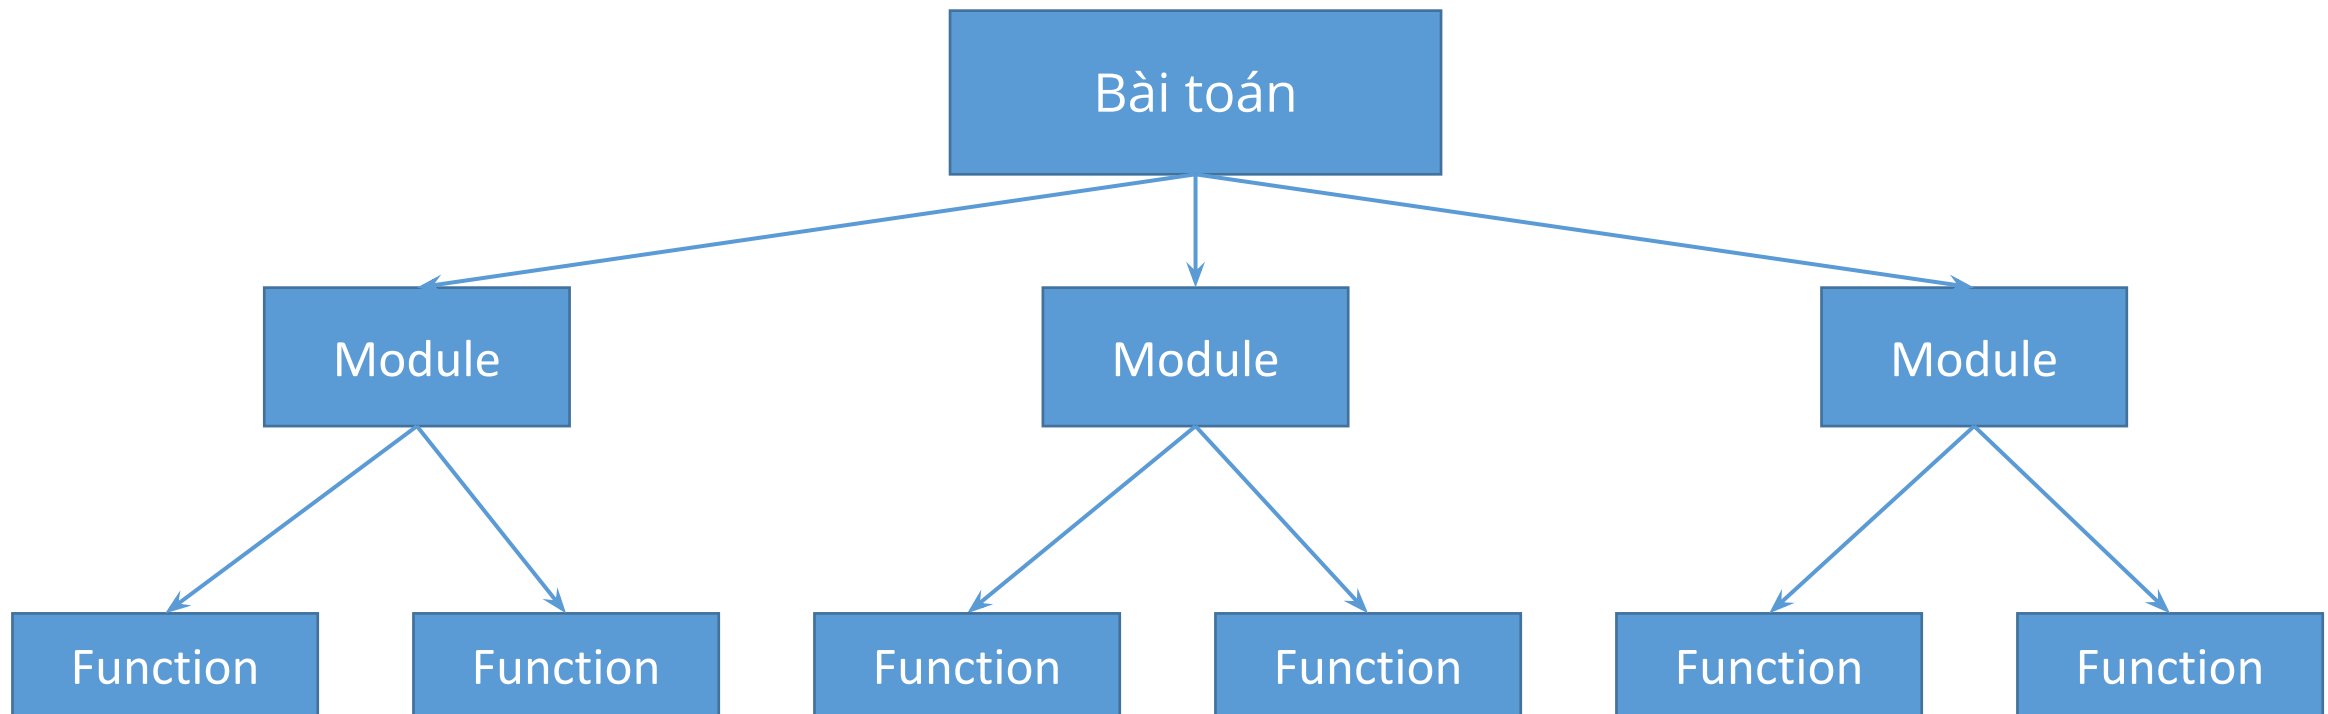 Bài toán
Module
Module
Module
Function
Function
Function
Function
Function
Function